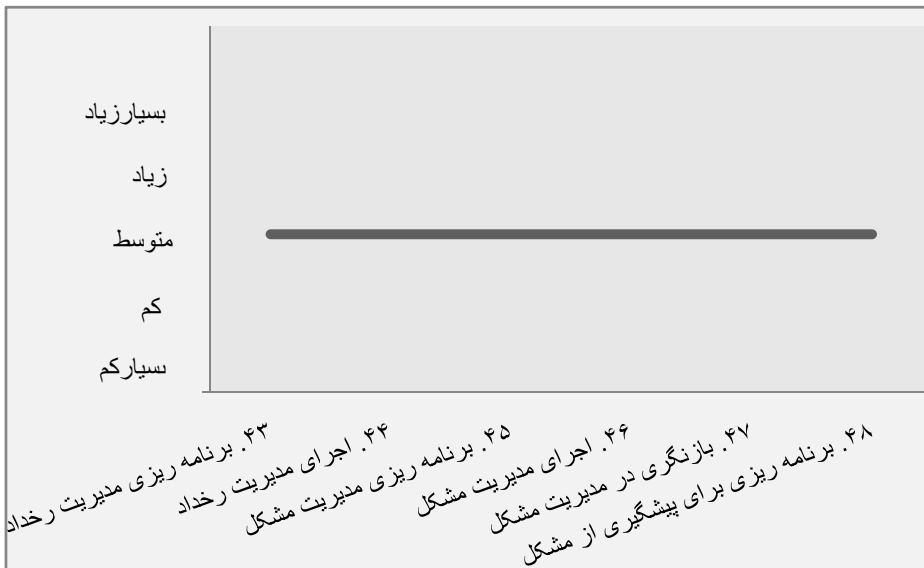 بسیارزیاد
زیاد
متوسط
کم
بسیارکم
۴۳. برنامه ریزی مدیریت رخداد
۴۴. اجرای مدیریت رخداد
۴۵. برنامه ریزی مدیریت مشکل
۴۶. اجرای مدیریت مشکل
۴۷. بازنگری در مدیریت مشکل
۴۸. برنامه ریزی برای پیشگیری از مشکل